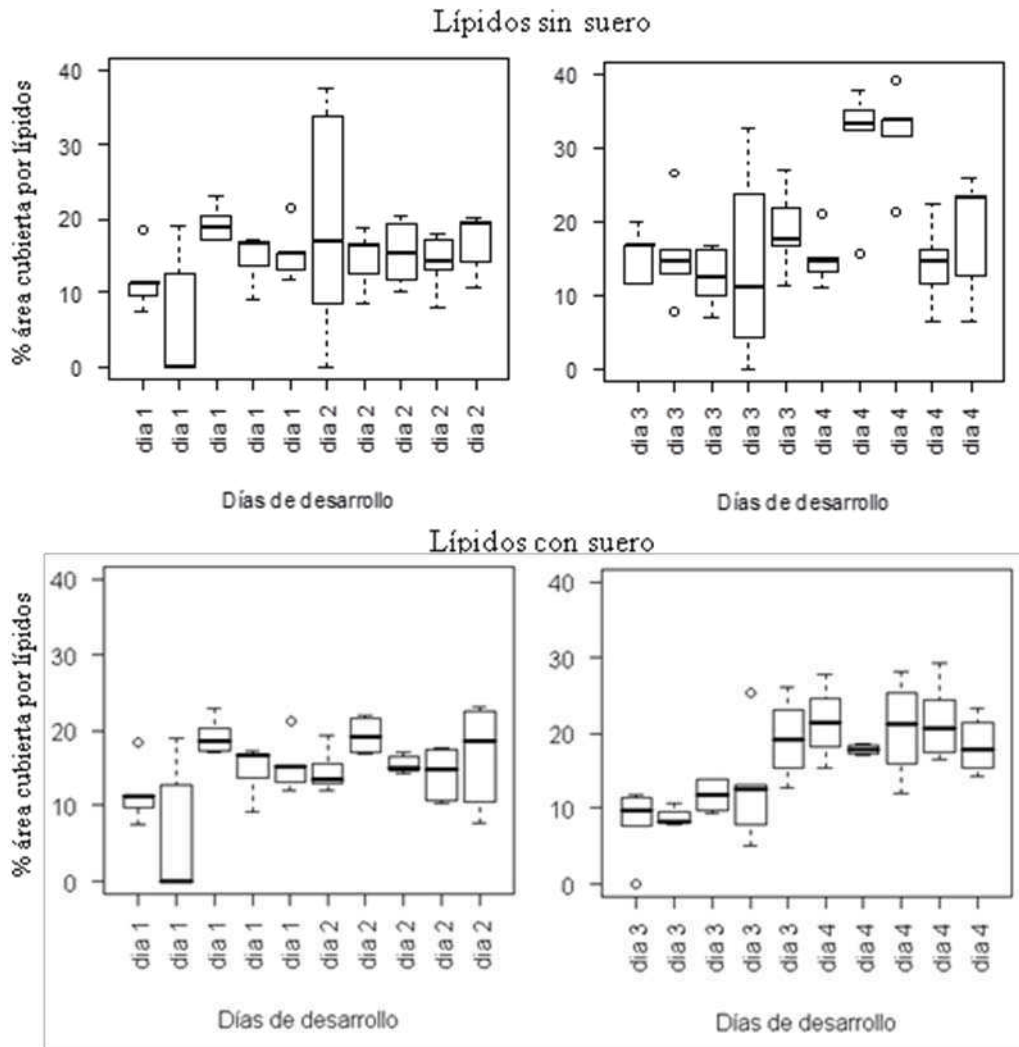 Lípidos sin suero
% área cubierta por lípidos
40
30
20
10
0
dia 1
dia 1
dia 1
dia 1
dia 1
dia 2
dia 2
dia 2
dia 2
dia 2
Días de desarrollo
40
30
20
10
0
dia 3
dia 3
dia 3
dia 3
dia 3
dia 4
dia 4
dia 4
dia 4
dia 4
Días de desarrollo
Lípidos con suero
% área cubierta por lípidos
40
30
20
10
0
dia 1
dia 1
dia 1
dia 1
dia 1
dia 2
dia 2
dia 2
dia 2
dia 2
Días de desarrollo
40
30
20
10
0
dia 3
dia 3
dia 3
dia 3
dia 3
dia 4
dia 4
dia 4
dia 4
dia 4
Días de desarrollo